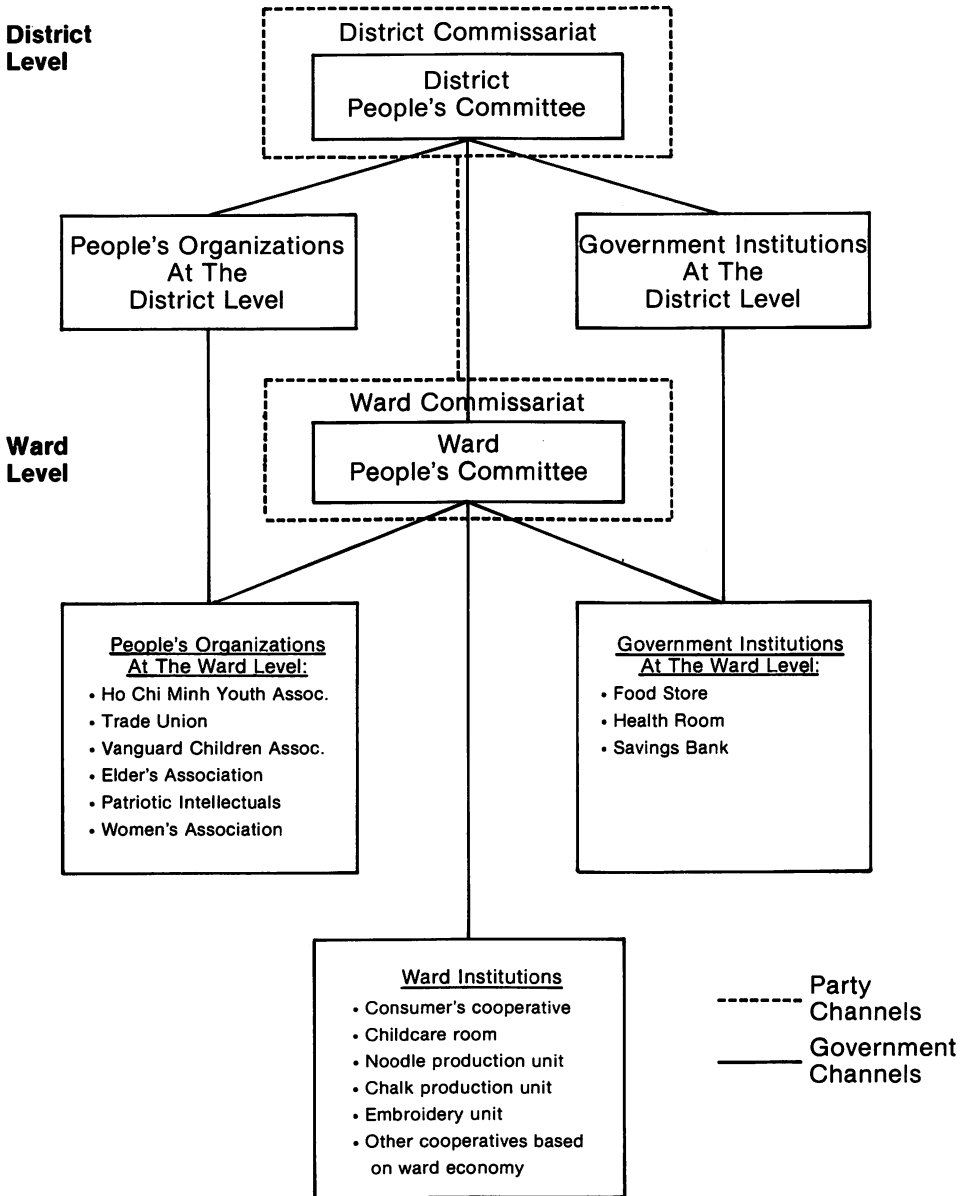 District
Level
District Commissariat
District
People's Committee
People's Organizations
At The
District Level
Government Institutions
At The
District Level
Ward
Level
Ward Commissariat
Ward
People's Committee
People's Organizations
At The Ward Level:
• Ho Chi Minh Youth Assoc.
• Trade Union
• Vanguard Children Assoc.
• Elder's Association
• Patriotic Intellectuals
• Women's Association
Government Institutions
At The Ward Level:
• Food Store
• Health Room
• Savings Bank
Ward Institutions
• Consumer's cooperative
• Childcare room
• Noodle production unit
• Chalk production unit
• Embroidery unit
• Other cooperatives based
on ward economy
Party
Channels
Government
Channels